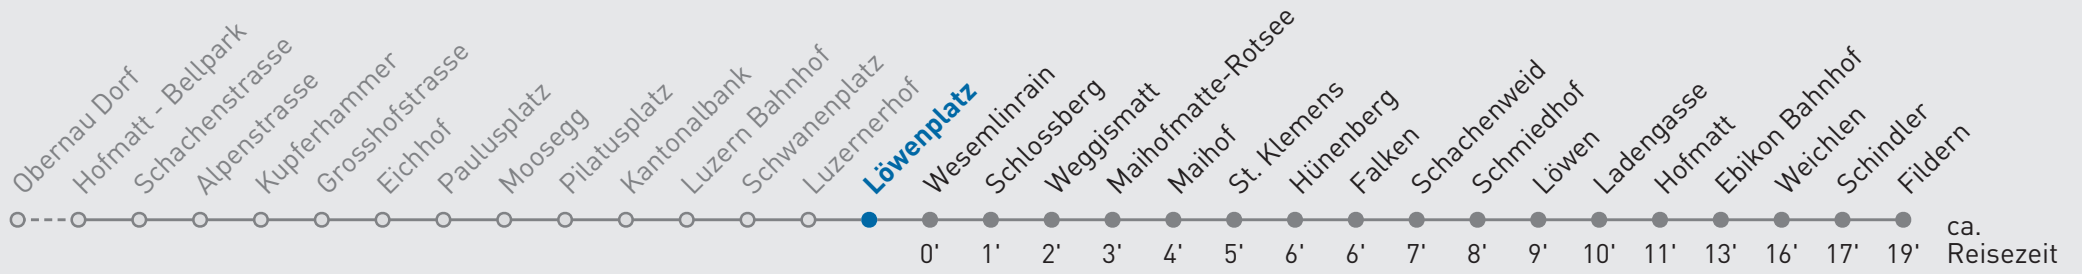 Obernau Dorf
Hofmatt - Bellpark
Schachenstrasse
Alpenstrasse
Kupferhammer
Grosshofstrasse
Eichhof
Paulusplatz
Moosegg
Pilatusplatz
Kantonalbank
Luzern Bahnhof
Schwanenplatz
Luzernerhof
Löwenplatz
Wesemlinrain
Schlossberg
Weggismatt
Maihofmatte-Rotsee
Maihof
St. Klemens
Hünenberg
Falken
Schachenweid
Schmiedhof
Löwen
Ladengasse
Hofmatt
Ebikon Bahnhof
Weichlen
Schindler
Fildern
0' 1' 2' 3' 4' 5' 6' 6' 7' 8' 9' 10' 11' 13' 16' 17' 19'
ca.
Reisezeit